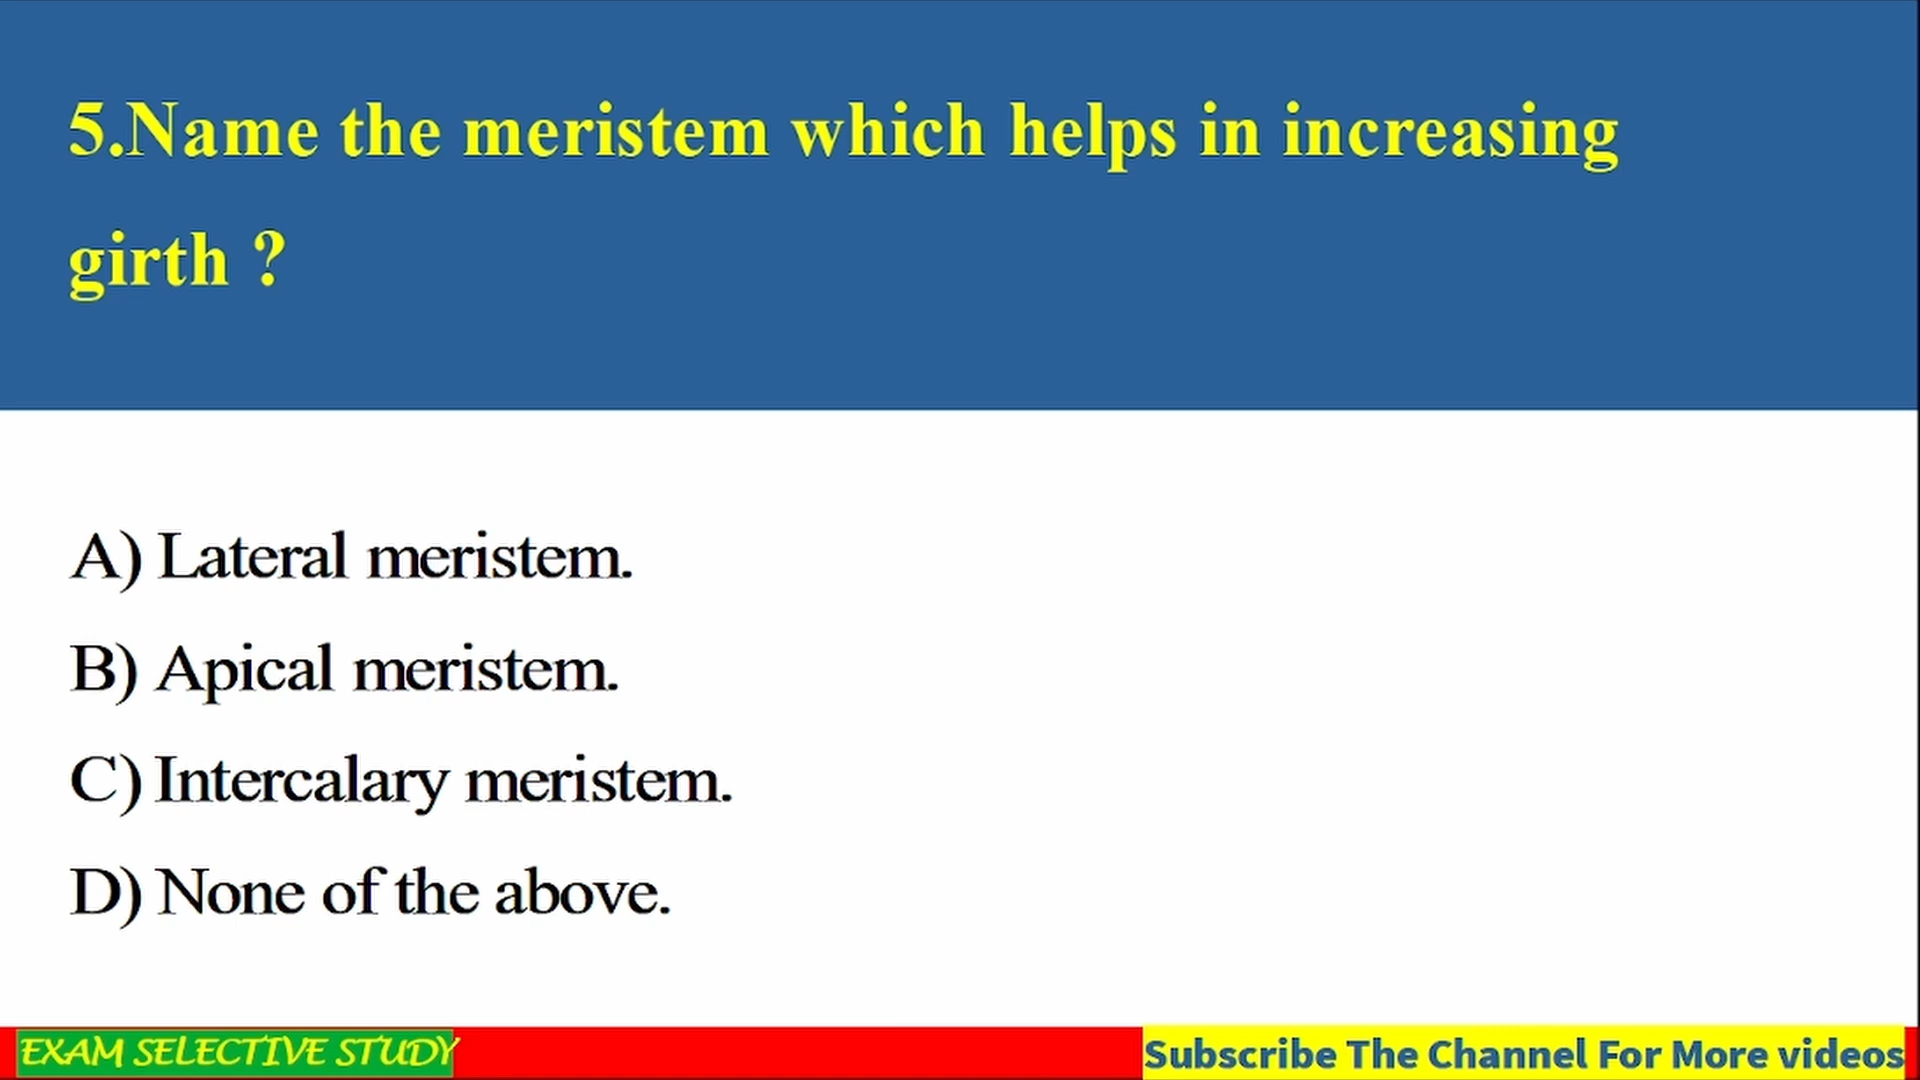 5.Name the meristem which helps in increasing
girth ?
A) Lateral meristem.
B) Apical meristem.
C) Intercalary meristem.
D) None of the above.
EXAM SELECTIVE STUDY
Subscribe The Channel For More videos